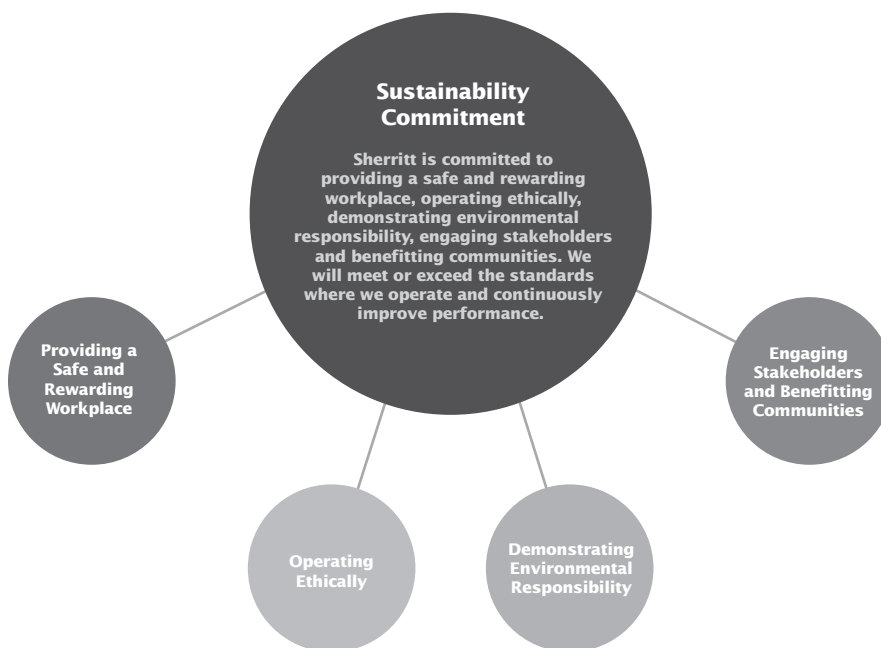 Sustainability
Commitment
Sherritt is committed to
providing a safe and rewarding
workplace, operating ethically,
demonstrating environmental
responsibility, engaging stakeholders
and benefitting communities. We
will meet or exceed the standards
where we operate and continuously
improve performance.
Providing a
Safe and
Rewarding
Workplace
Operating
Ethically
Demonstrating
Environmental
Responsibility
Engaging
Stakeholders
and Benefitting
Communities